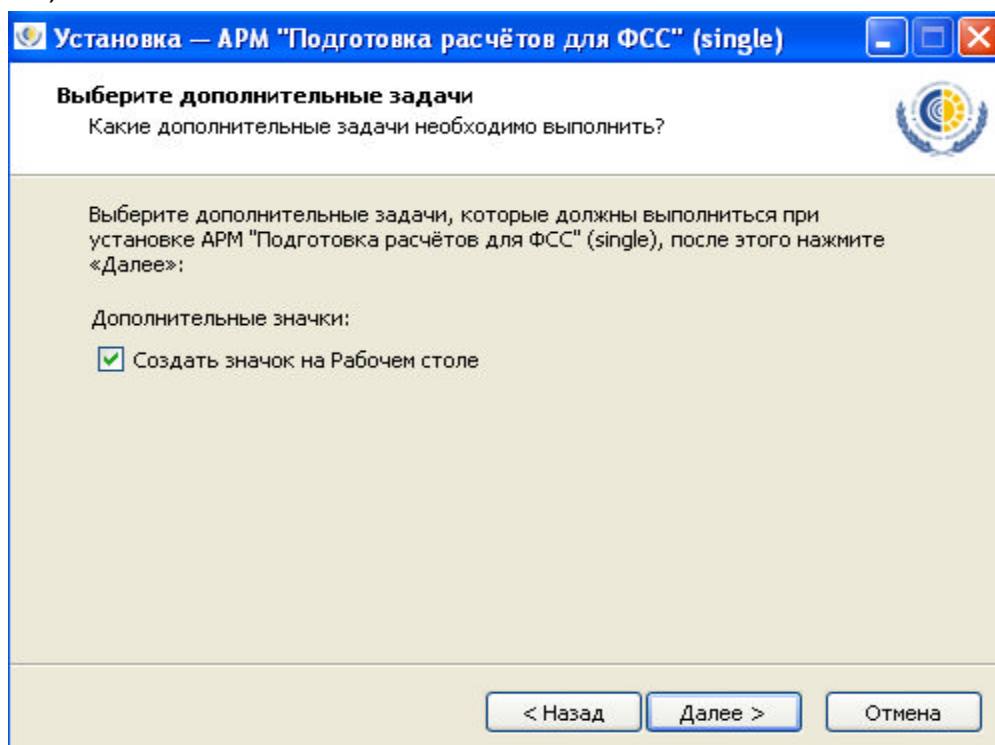 Установка — АРМ "Подготовка расчётов для ФСС" (single)
Выберите дополнительные задачи
Какие дополнительные задачи необходимо выполнить?
Выберите дополнительные задачи, которые должны выполниться при
установке АРМ "Подготовка расчётов для ФСС" (single), после этого нажмите
«Далее»:
Дополнительные значки:
Создать значок на Рабочем столе
< Назад
Далее >
Отмена